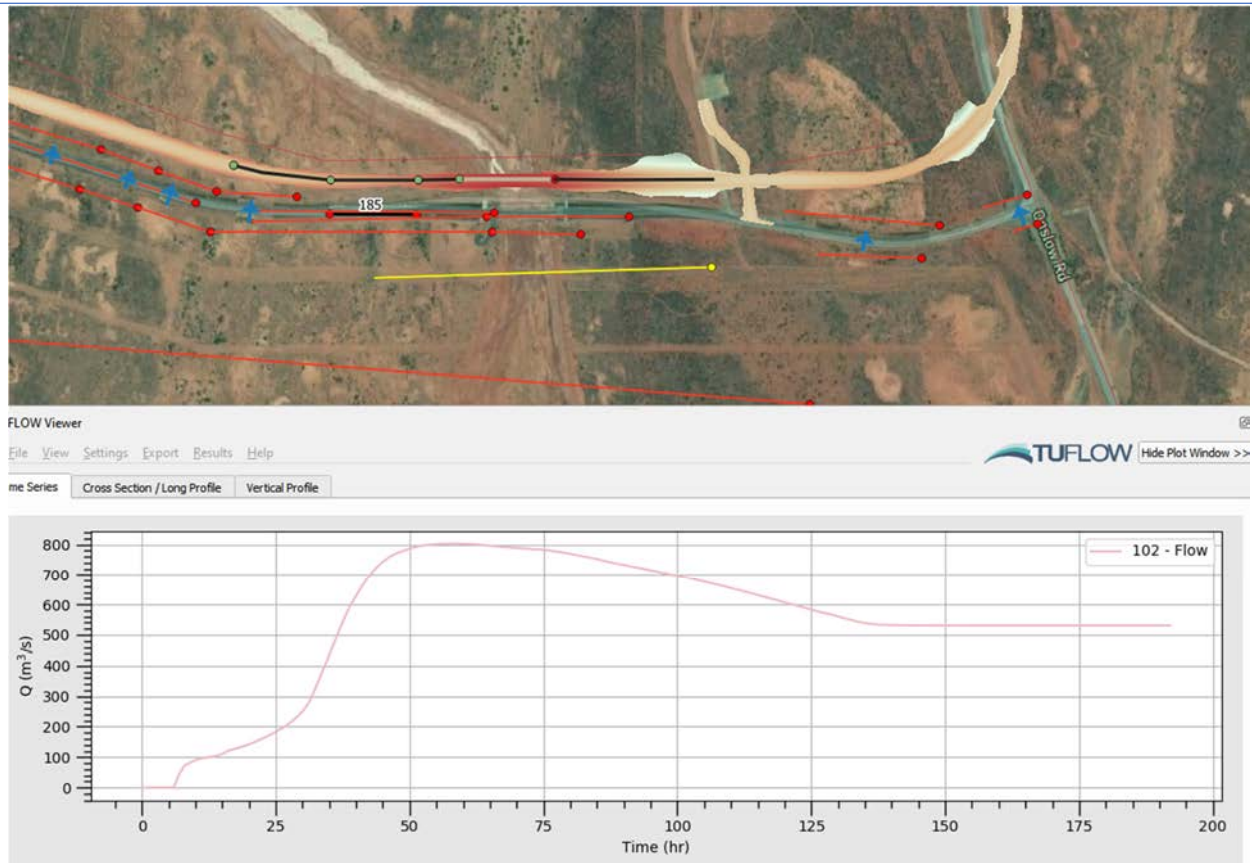 185
Onslow Rd
FLOW Viewer
File View Settings Export Results Help
TUFLOW
Hide Plot Window >>
me Series
Cross Section / Long Profile
Vertical Profile
102 - Flow
800
700
600
500
400
300
200
100
0
Q (m³/s)
0 25 50 75 100 125 150 175 200
Time (hr)